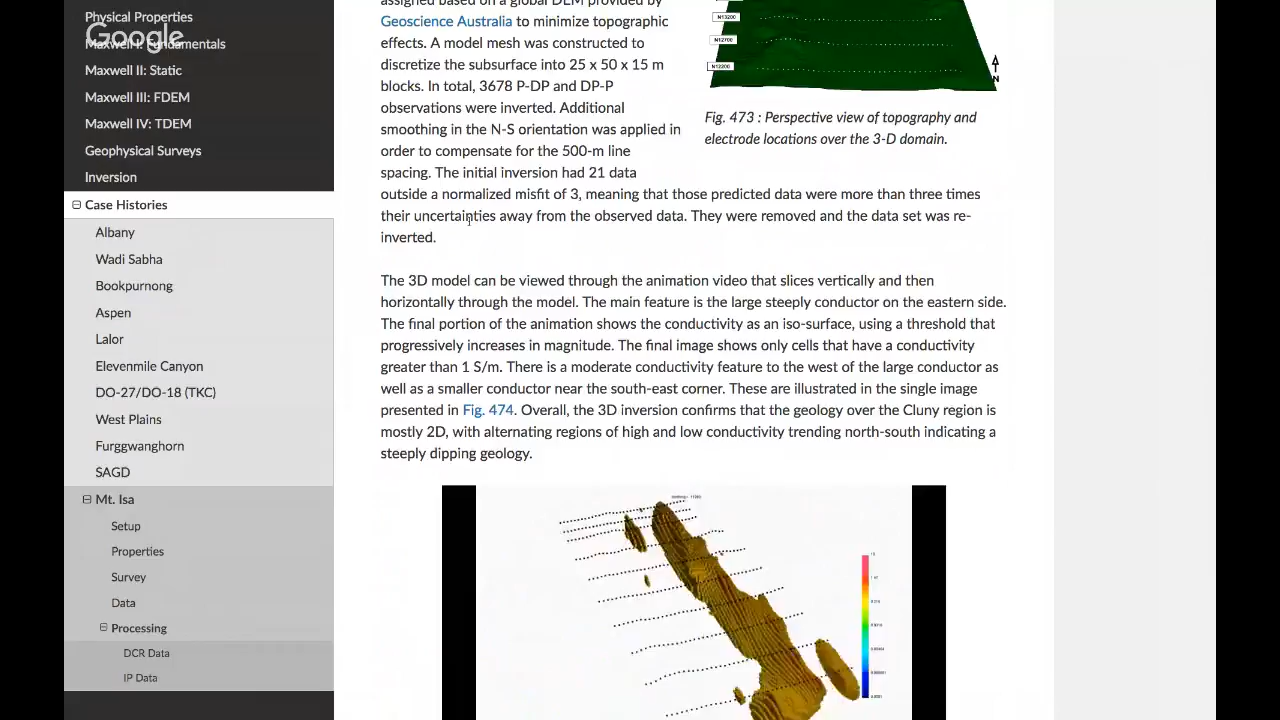 Physical Properties
Google
Maxwell I: Fundamentals
Maxwell II: Static
Maxwell III: FDEM
Maxwell IV: TDEM
Geophysical Surveys
Inversion
Case Histories
Albany
Wadi Sabha
Bookpurnong
Aspen
Lalor
Elevenmile Canyon
DO-27/DO-18 (TKC)
West Plains
Furggwanghorn
SAGD
Mt. Isa
Setup
Properties
Survey
Data
Processing
DCR Data
IP Data
assigned based on a global DEM provided by
Geoscience Australia to minimize topographic
effects. A model mesh was constructed to
discretize the subsurface into 25 x 50 x 15 m
blocks. In total, 3678 P-DP and DP-P
observations were inverted. Additional
smoothing in the N-S orientation was applied in
order to compensate for the 500-m line
spacing. The initial inversion had 21 data
outside a normalized misfit of 3, meaning that those predicted data were more than three times
their uncertainties away from the observed data. They were removed and the data set was re-
inverted.
N13200
N12700
N12200
N
Fig. 473 : Perspective view of topography and
electrode locations over the 3-D domain.
The 3D model can be viewed through the animation video that slices vertically and then
horizontally through the model. The main feature is the large steeply conductor on the eastern side.
The final portion of the animation shows the conductivity as an iso-surface, using a threshold that
progressively increases in magnitude. The final image shows only cells that have a conductivity
greater than 1 S/m. There is a moderate conductivity feature to the west of the large conductor as
well as a smaller conductor near the south-east corner. These are illustrated in the single image
presented in Fig. 474. Overall, the 3D inversion confirms that the geology over the Cluny region is
mostly 2D, with alternating regions of high and low conductivity trending north-south indicating a
steeply dipping geology.
10